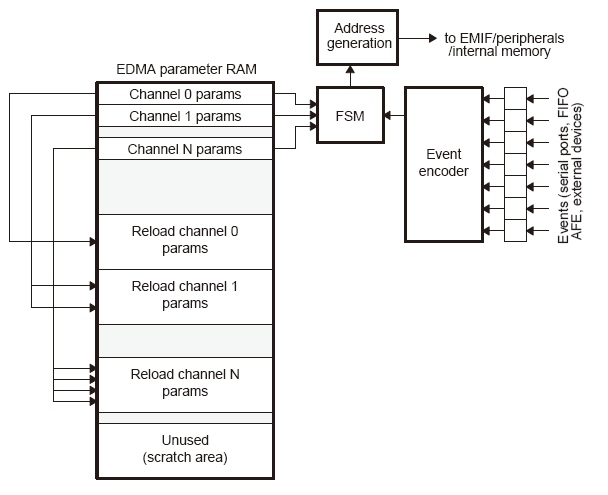 Address
generation
to EMIF/peripherals
/internal memory
EDMA parameter RAM
Channel 0 params
Channel 1 params
Channel N params
FSM
Event
encoder
Events (serial ports, FIFO
AFE, external devices)
Reload channel 0
params
Reload channel 1
params
Reload channel N
params
Unused
(scratch area)